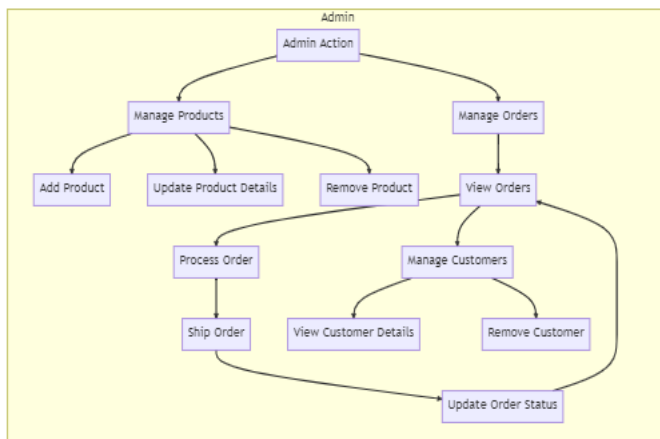 Admin
Admin Action
Manage Products
Manage Orders
Add Product
Update Product Details
Remove Product
View Orders
Process Order
Manage Customers
Ship Order
View Customer Details
Remove Customer
Update Order Status